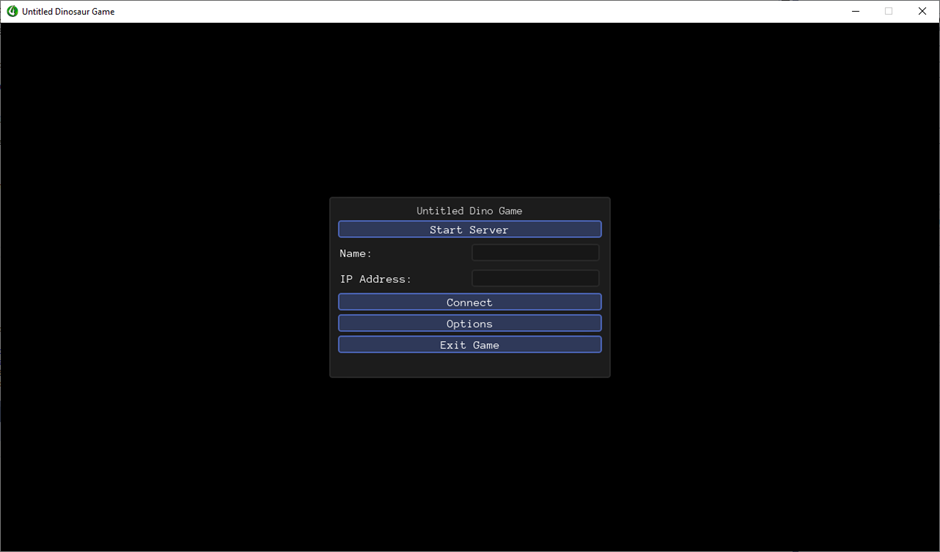 Untitled Dinosaur Game
Untitled Dino Game
Start Server
Name:
IP Address:
Connect
Options
Exit Game